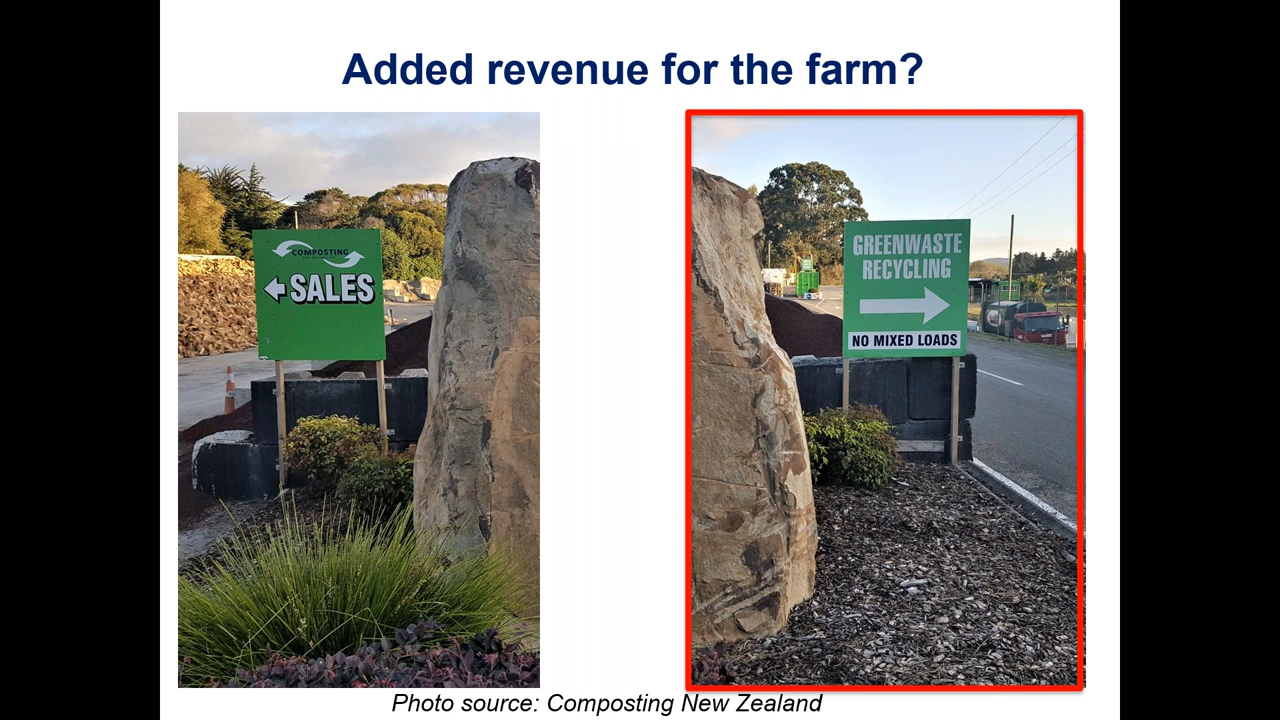 Added revenue for the farm?
COMPOSTING
SALES
GREENWASTE
RECYCLING
NO MIXED LOADS
Photo source: Composting New Zealand